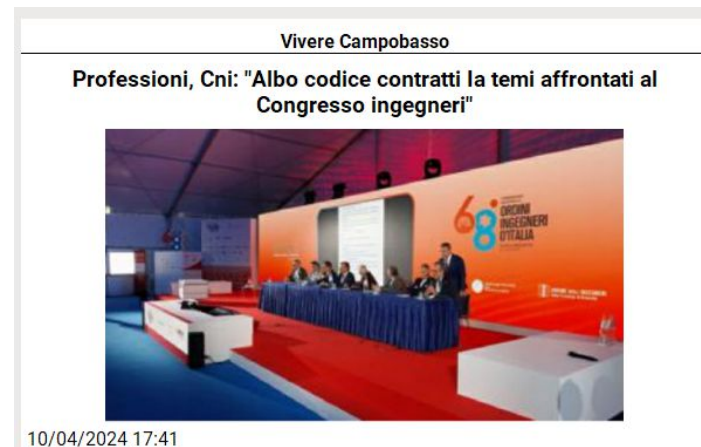 Vivere Campobasso
Professioni, Cni: "Albo codice contratti Ia temi affrontati al
Congresso ingegneri"
68°
ORDINI
INGEGNERI
D'ITALIA
10/04/2024 17:41